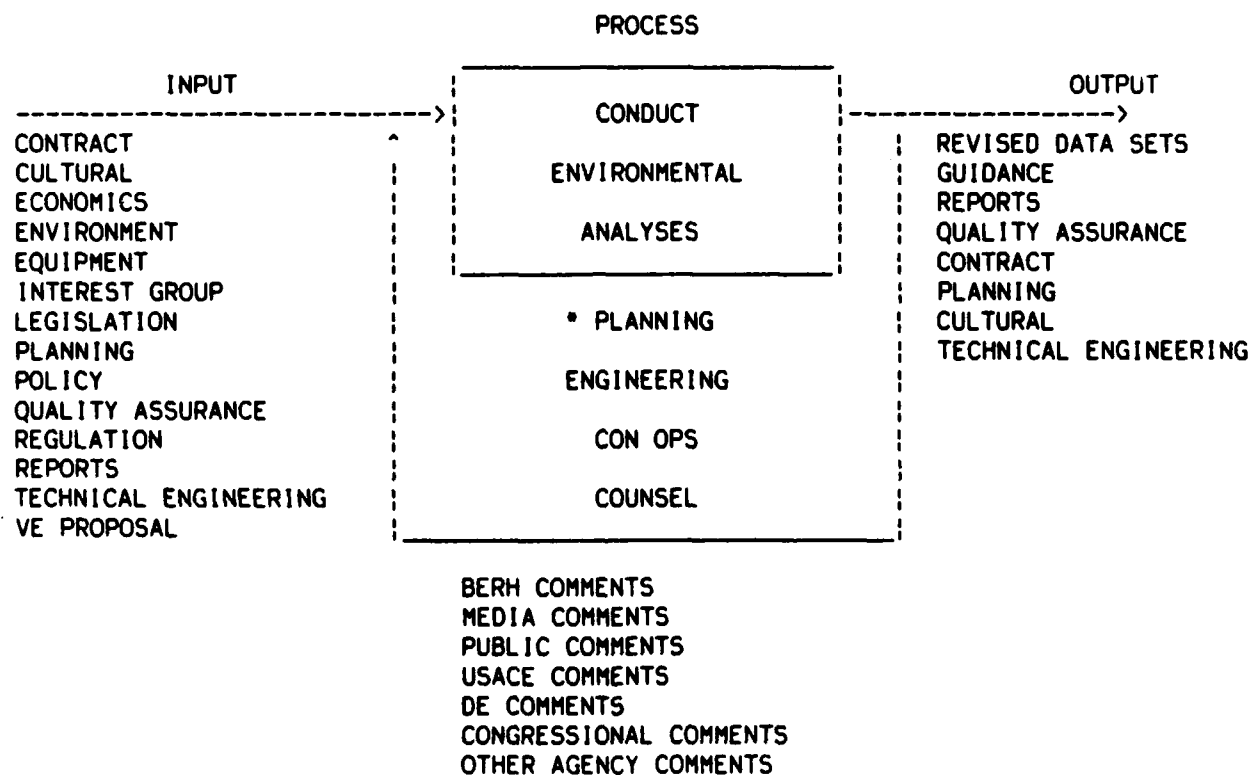 PROCESS
INPUT
OUTPUT
CONDUCT
ENVIRONMENTAL
ANALYSES
CONTRACT
CULTURAL
ECONOMICS
ENVIRONMENT
EQUIPMENT
INTEREST GROUP
LEGISLATION
PLANNING
POLICY
QUALITY ASSURANCE
REGULATION
REPORTS
TECHNICAL ENGINEERING
VE PROPOSAL
* PLANNING
ENGINEERING
CON OPS
COUNSEL
REVISED DATA SETS
GUIDANCE
REPORTS
QUALITY ASSURANCE
CONTRACT
PLANNING
CULTURAL
TECHNICAL ENGINEERING
BERH COMMENTS
MEDIA COMMENTS
PUBLIC COMMENTS
USACE COMMENTS
DE COMMENTS
CONGRESSIONAL COMMENTS
OTHER AGENCY COMMENTS